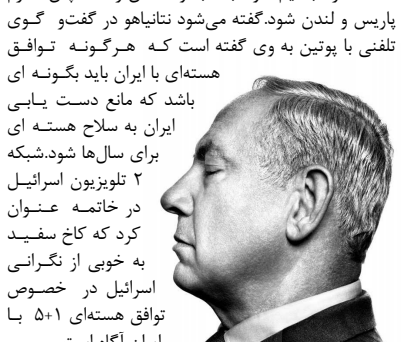 پاریس و لندن شود.گفته می‌شود نتانیاهو در گفت‌و گوی
تلفنی با پوتین به وی گفته است که هرگونه توافق
هسته‌ای با ایران باید بگونه ای
باشد که مانع دست یابی
ایران به سلاح هسته ای
برای سال‌ها شود.شبکه
۲ تلویزیون اسرائیل
در خاتمه عنوان
کرد که کاخ سفید
به خوبی از نگرانی
اسرائیل در خصوص
توافق هسته‌ای ۱+۵ با